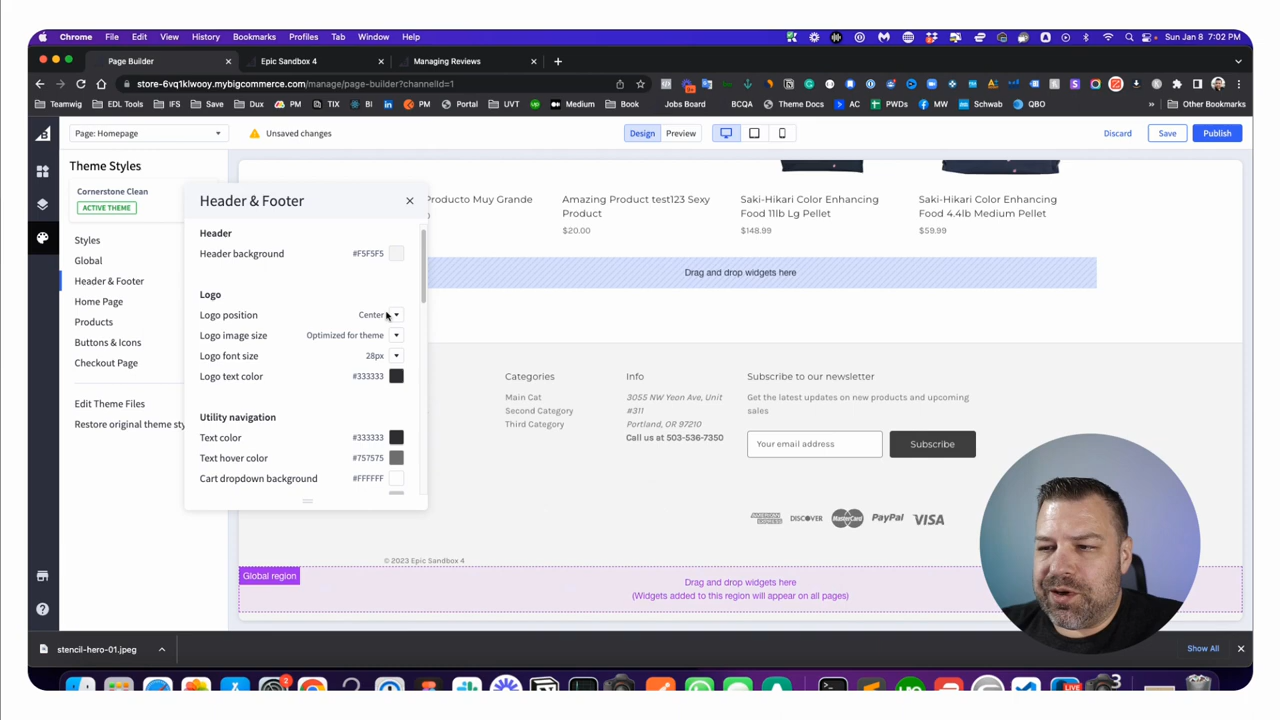 Chrome File Edit View History Bookmarks Profiles Tab Window Help
Sun Jan 8 7:02 PM
Page Builder
Epic Sandbox 4
Managing Reviews
store-6vq1klwooy.mybigcommerce.com/manage/page-builder?channelId=1
Teamwig EDL Tools IFS Save Dux PM TIX BI PM Portal UVT Medium Book Jobs Board BCQA Theme Docs AC PWDs MW Schwab QBO » Other Bookmarks
Page: Homepage
Unsaved changes
Design Preview
Discard Save Publish
Theme Styles
Cornerstone Clean
ACTIVE THEME
Styles
Global
Header & Footer
Home Page
Products
Buttons & Icons
Checkout Page
Edit Theme Files
Restore original theme sty
Header & Footer
Header
Header background #F5F5F5
Logo
Logo position Center
Logo image size Optimized for theme
Logo font size 28px
Logo text color #333333
Utility navigation
Text color #333333
Text hover color #757575
Cart dropdown background #FFFFFF
Producto Muy Grande
Amazing Product test123 Sexy
Product
$20.00
Saki-Hikari Color Enhancing
Food 11lb Lg Pellet
$148.99
Saki-Hikari Color Enhancing
Food 4.4lb Medium Pellet
$59.99
Drag and drop widgets here
Categories
Main Cat
Second Category
Third Category
Info
3055 NW Yeon Ave, Unit
#311
Portland, OR 97210
Call us at 503-536-7350
Subscribe to our newsletter
Get the latest updates on new products and upcoming
sales
Your email address
Subscribe
AMERICAN EXPRESS DISCOVER MasterCard PayPal VISA
© 2023 Epic Sandbox 4
Global region
Drag and drop widgets here
(Widgets added to this region will appear on all pages)
stencil-hero-01.jpeg
Show All